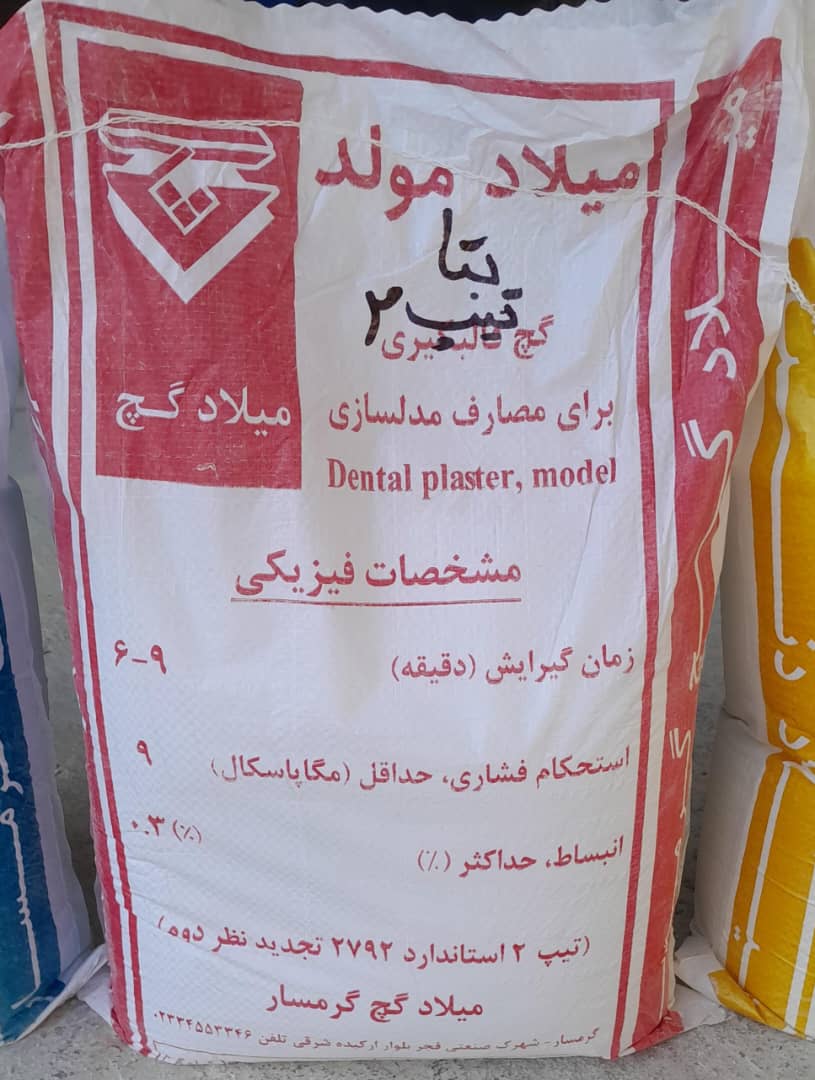 میلاد مولد
بتا
تیپ ۲
گچ قالبگیری
برای مصارف مدلسازی
Dental plaster, model
میلاد گچ
مشخصات فیزیکی
زمان گیرایش (دقیقه) ۶-۹
استحکام فشاری، حداقل (مگاپاسکال) ۹
انبساط، حداکثر (٪) (٪) ۰.۳
(تیپ ۲ استاندارد ۲۷۹۲ تجدید نظر دوم)
میلاد گچ گرمسار
گرمسار - شهرک صنعتی فجر بلوار ارکیده شرقی تلفن ۰۲۳۳۴۵۵۳۳۴۶
میلاد گچ